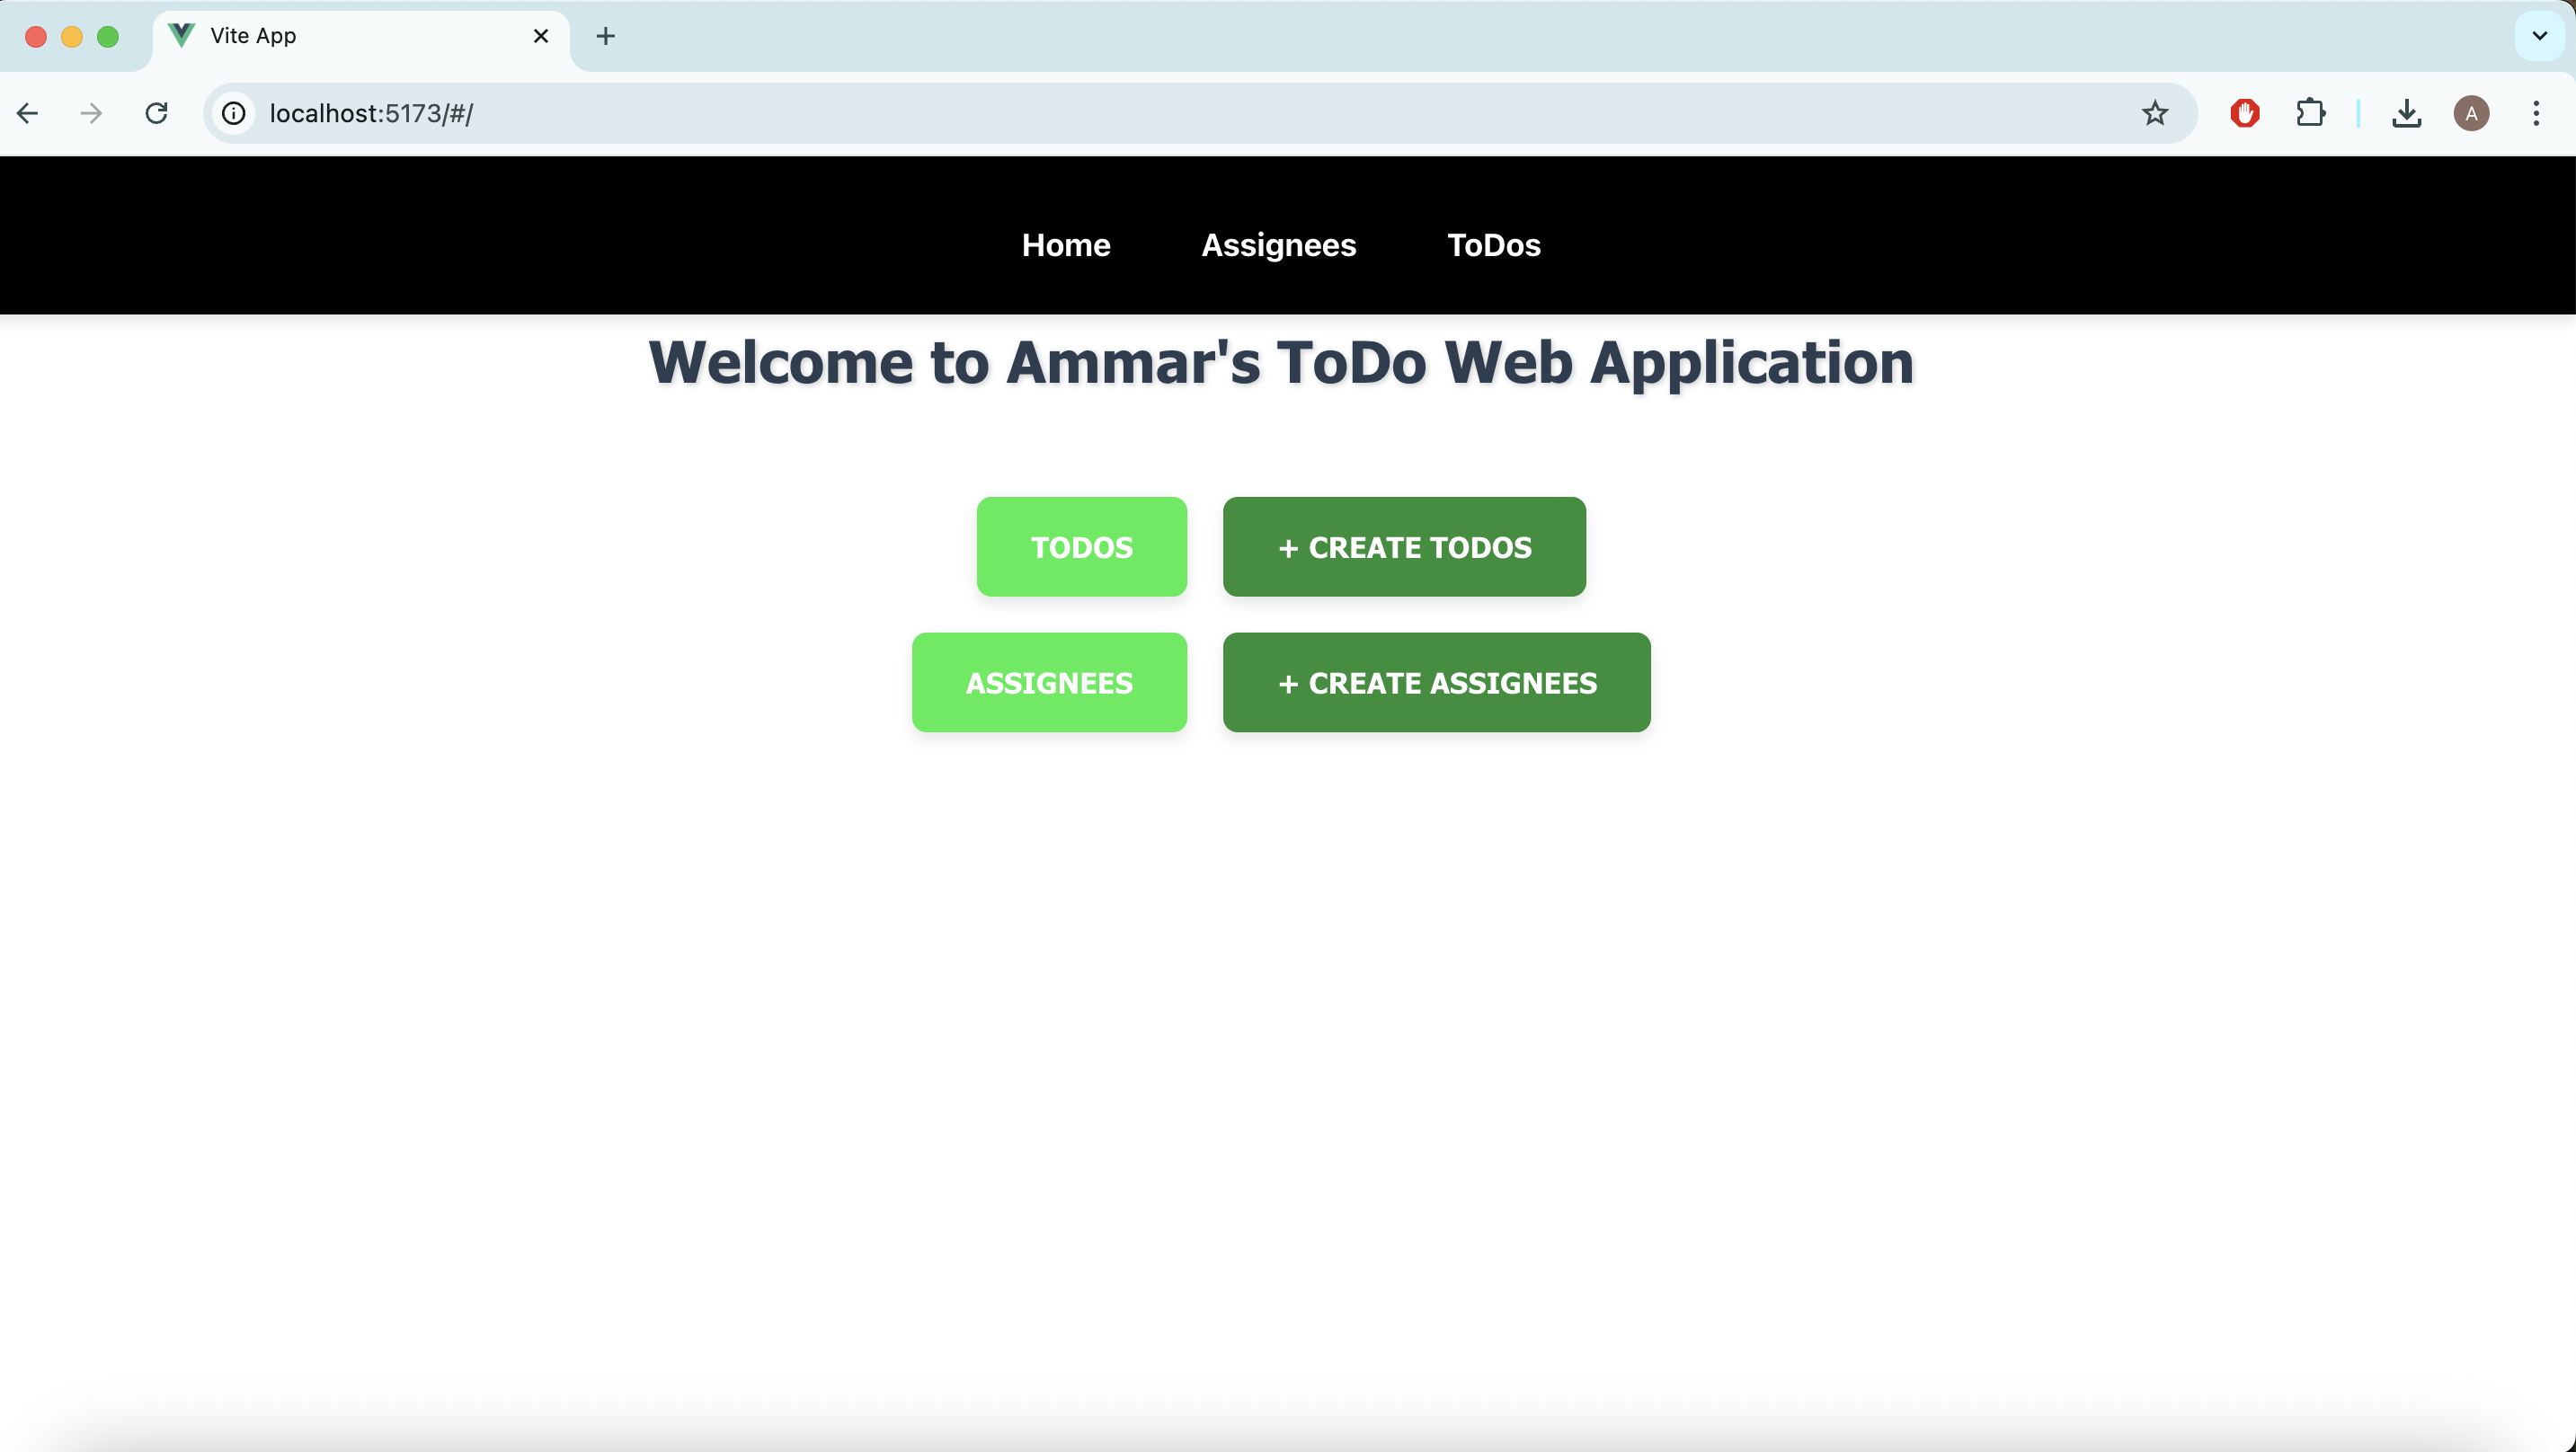 Vite App
localhost:5173/#/
A
Home Assignees ToDos
Welcome to Ammar's ToDo Web Application
TODOS + CREATE TODOS
ASSIGNEES + CREATE ASSIGNEES